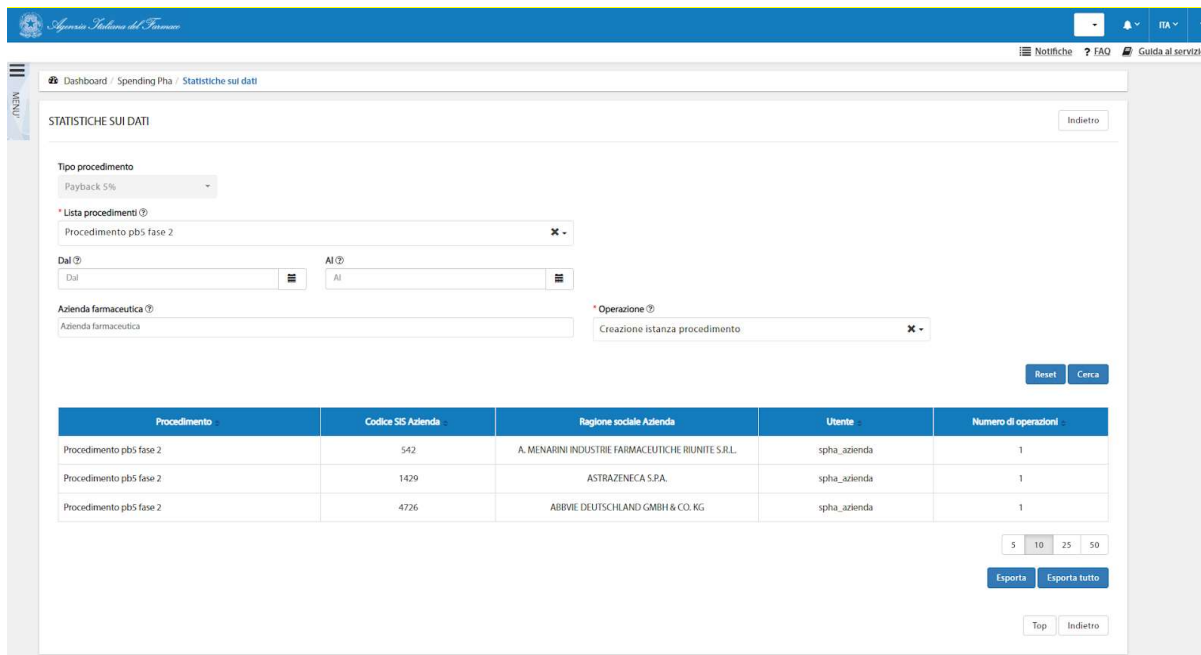 Agenzia Italiana del Farmaco
ITA
Notifiche ? FAQ Guida al servizi
MENU'
Dashboard / Spending Pha / Statistiche sui dati
STATISTICHE SUI DATI
Indietro
Tipo procedimento
Payback 5%
* Lista procedimenti ?
Procedimento pb5 fase 2
Dal ? Al ?
Dal Al
Azienda farmaceutica ? * Operazione ?
Azienda farmaceutica Creazione istanza procedimento
Reset Cerca
Procedimento Codice SIS Azienda Ragione sociale Azienda Utente Numero di operazioni
Procedimento pb5 fase 2 542 A. MENARINI INDUSTRIE FARMACEUTICHE RIUNITE S.R.L. spha_azienda 1
Procedimento pb5 fase 2 1429 ASTRAZENECA S.P.A. spha_azienda 1
Procedimento pb5 fase 2 4726 ABBVIE DEUTSCHLAND GMBH & CO. KG spha_azienda 1
5 10 25 50
Esporta Esporta tutto
Top Indietro